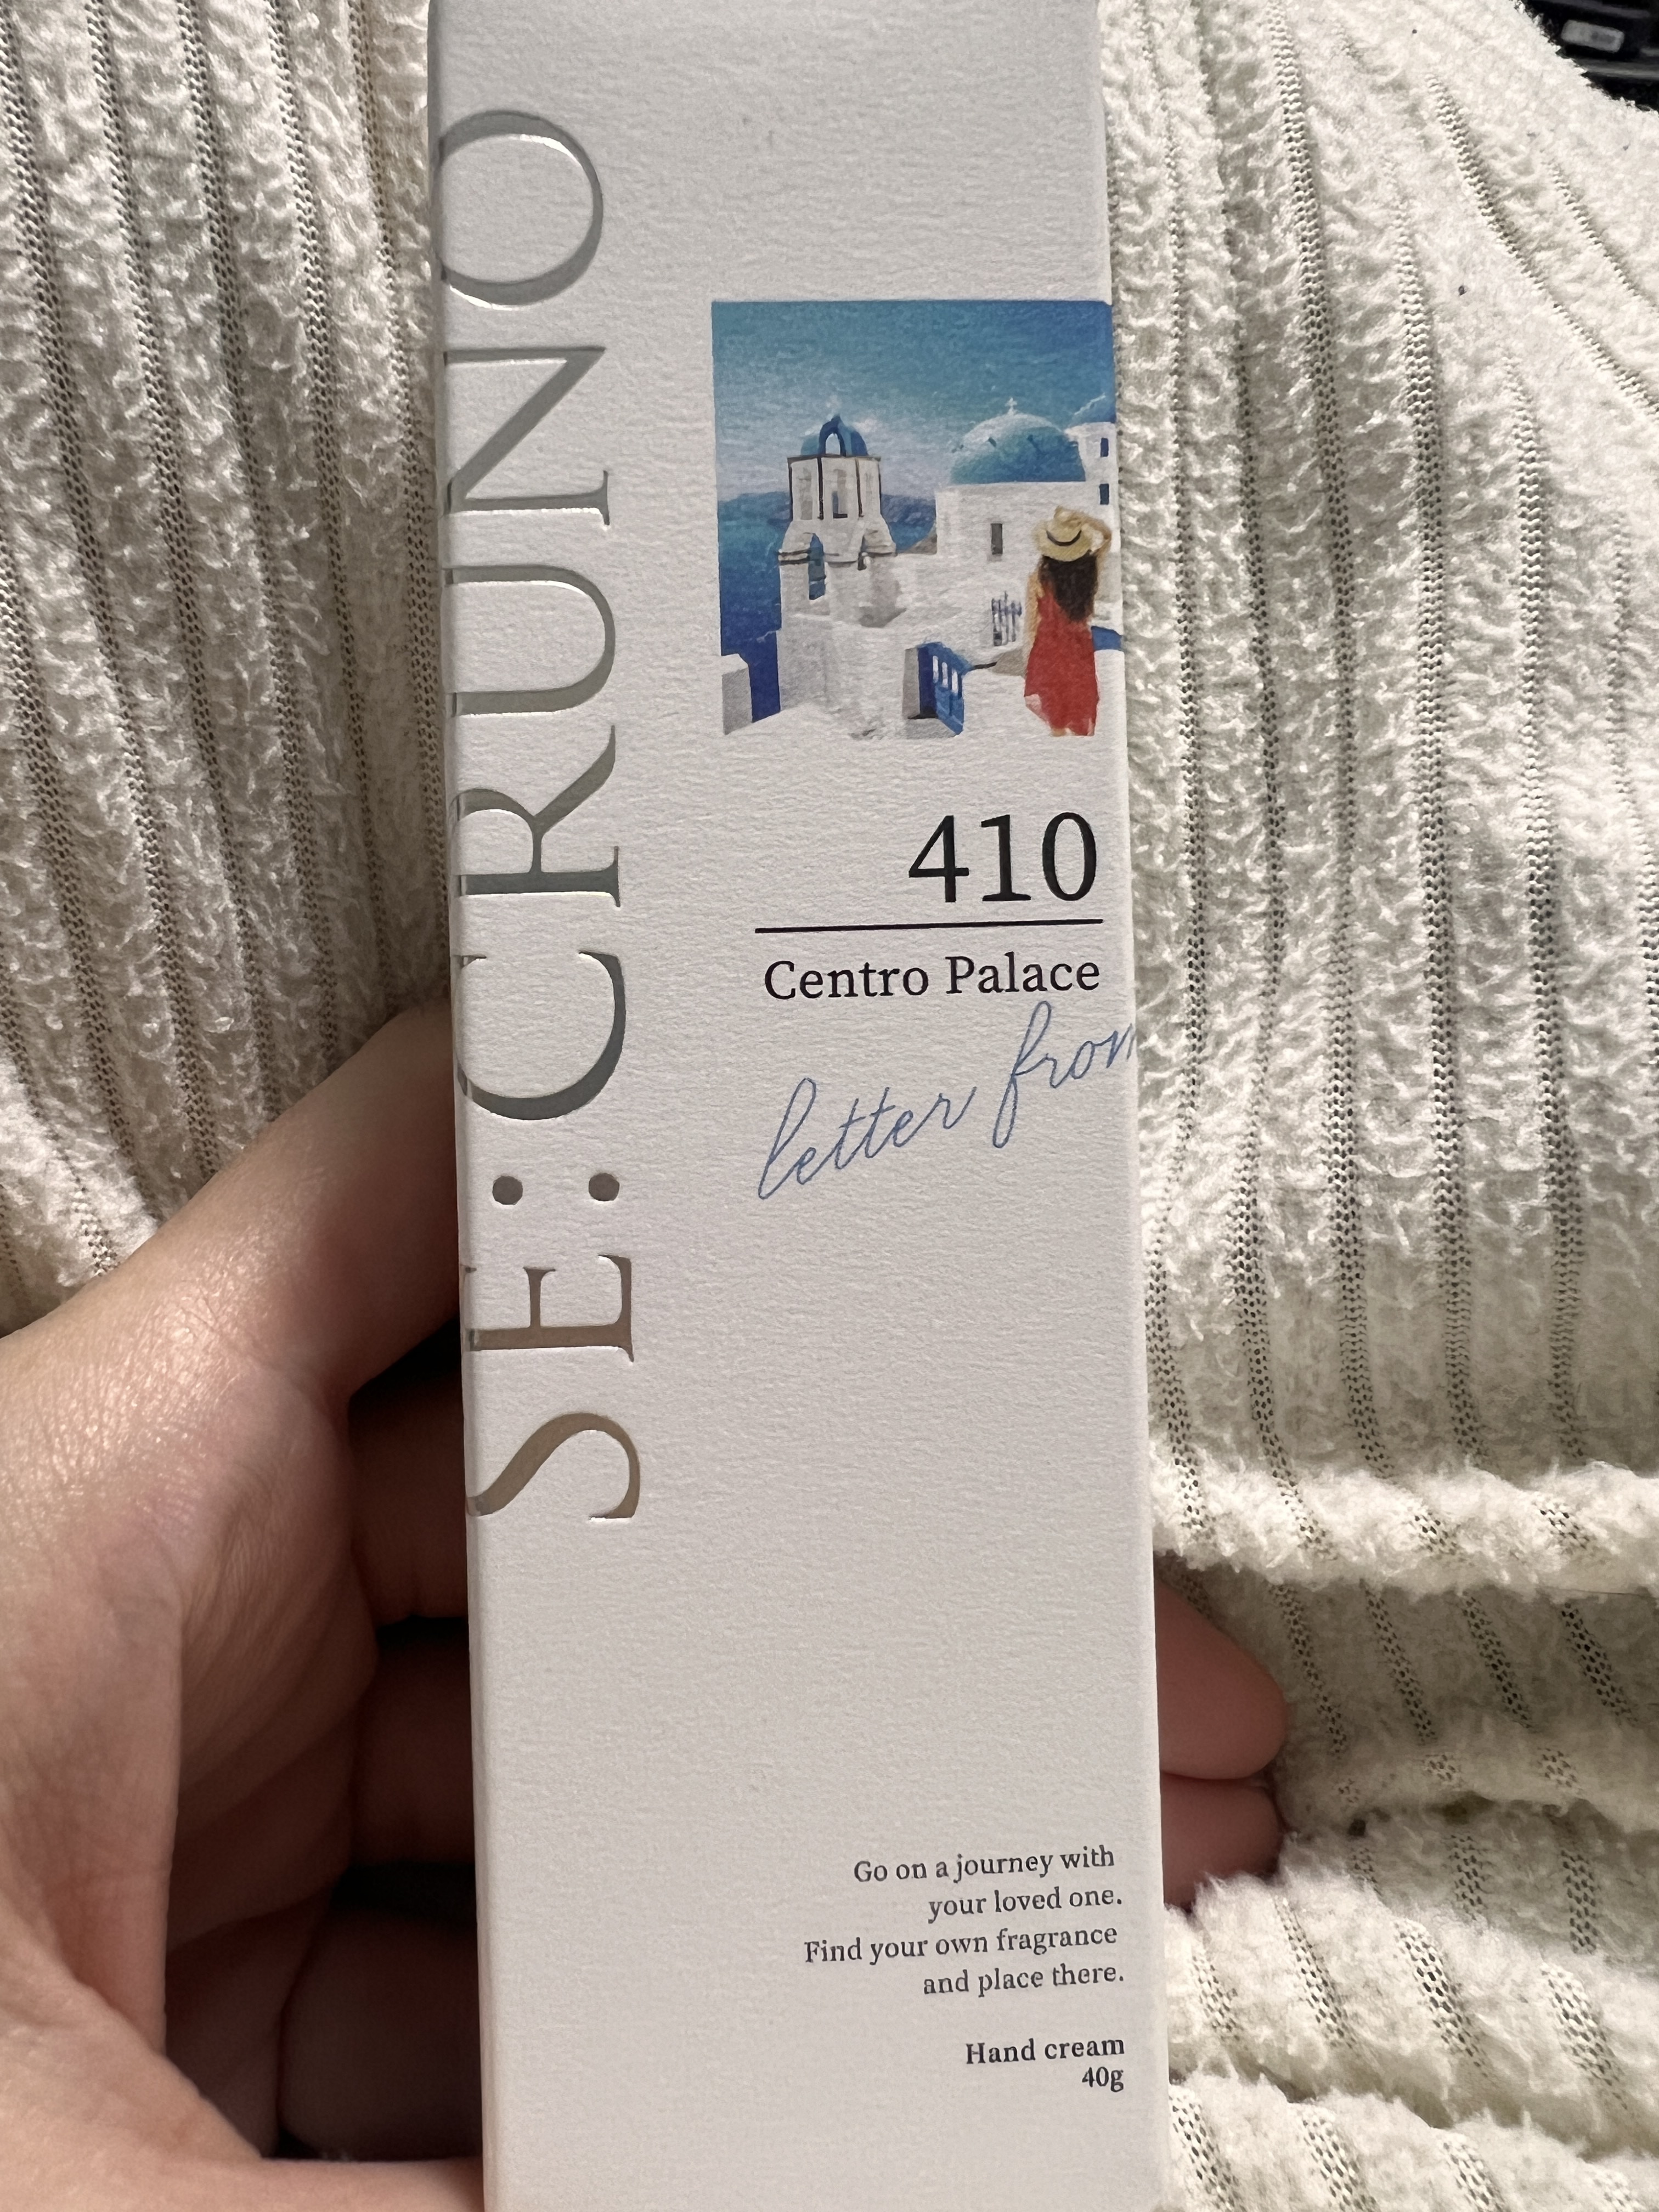 SE: CRUNO
410
Centro Palace
letter from
Go on a journey with
your loved one.
Find your own fragrance
and place there.
Hand cream
40g